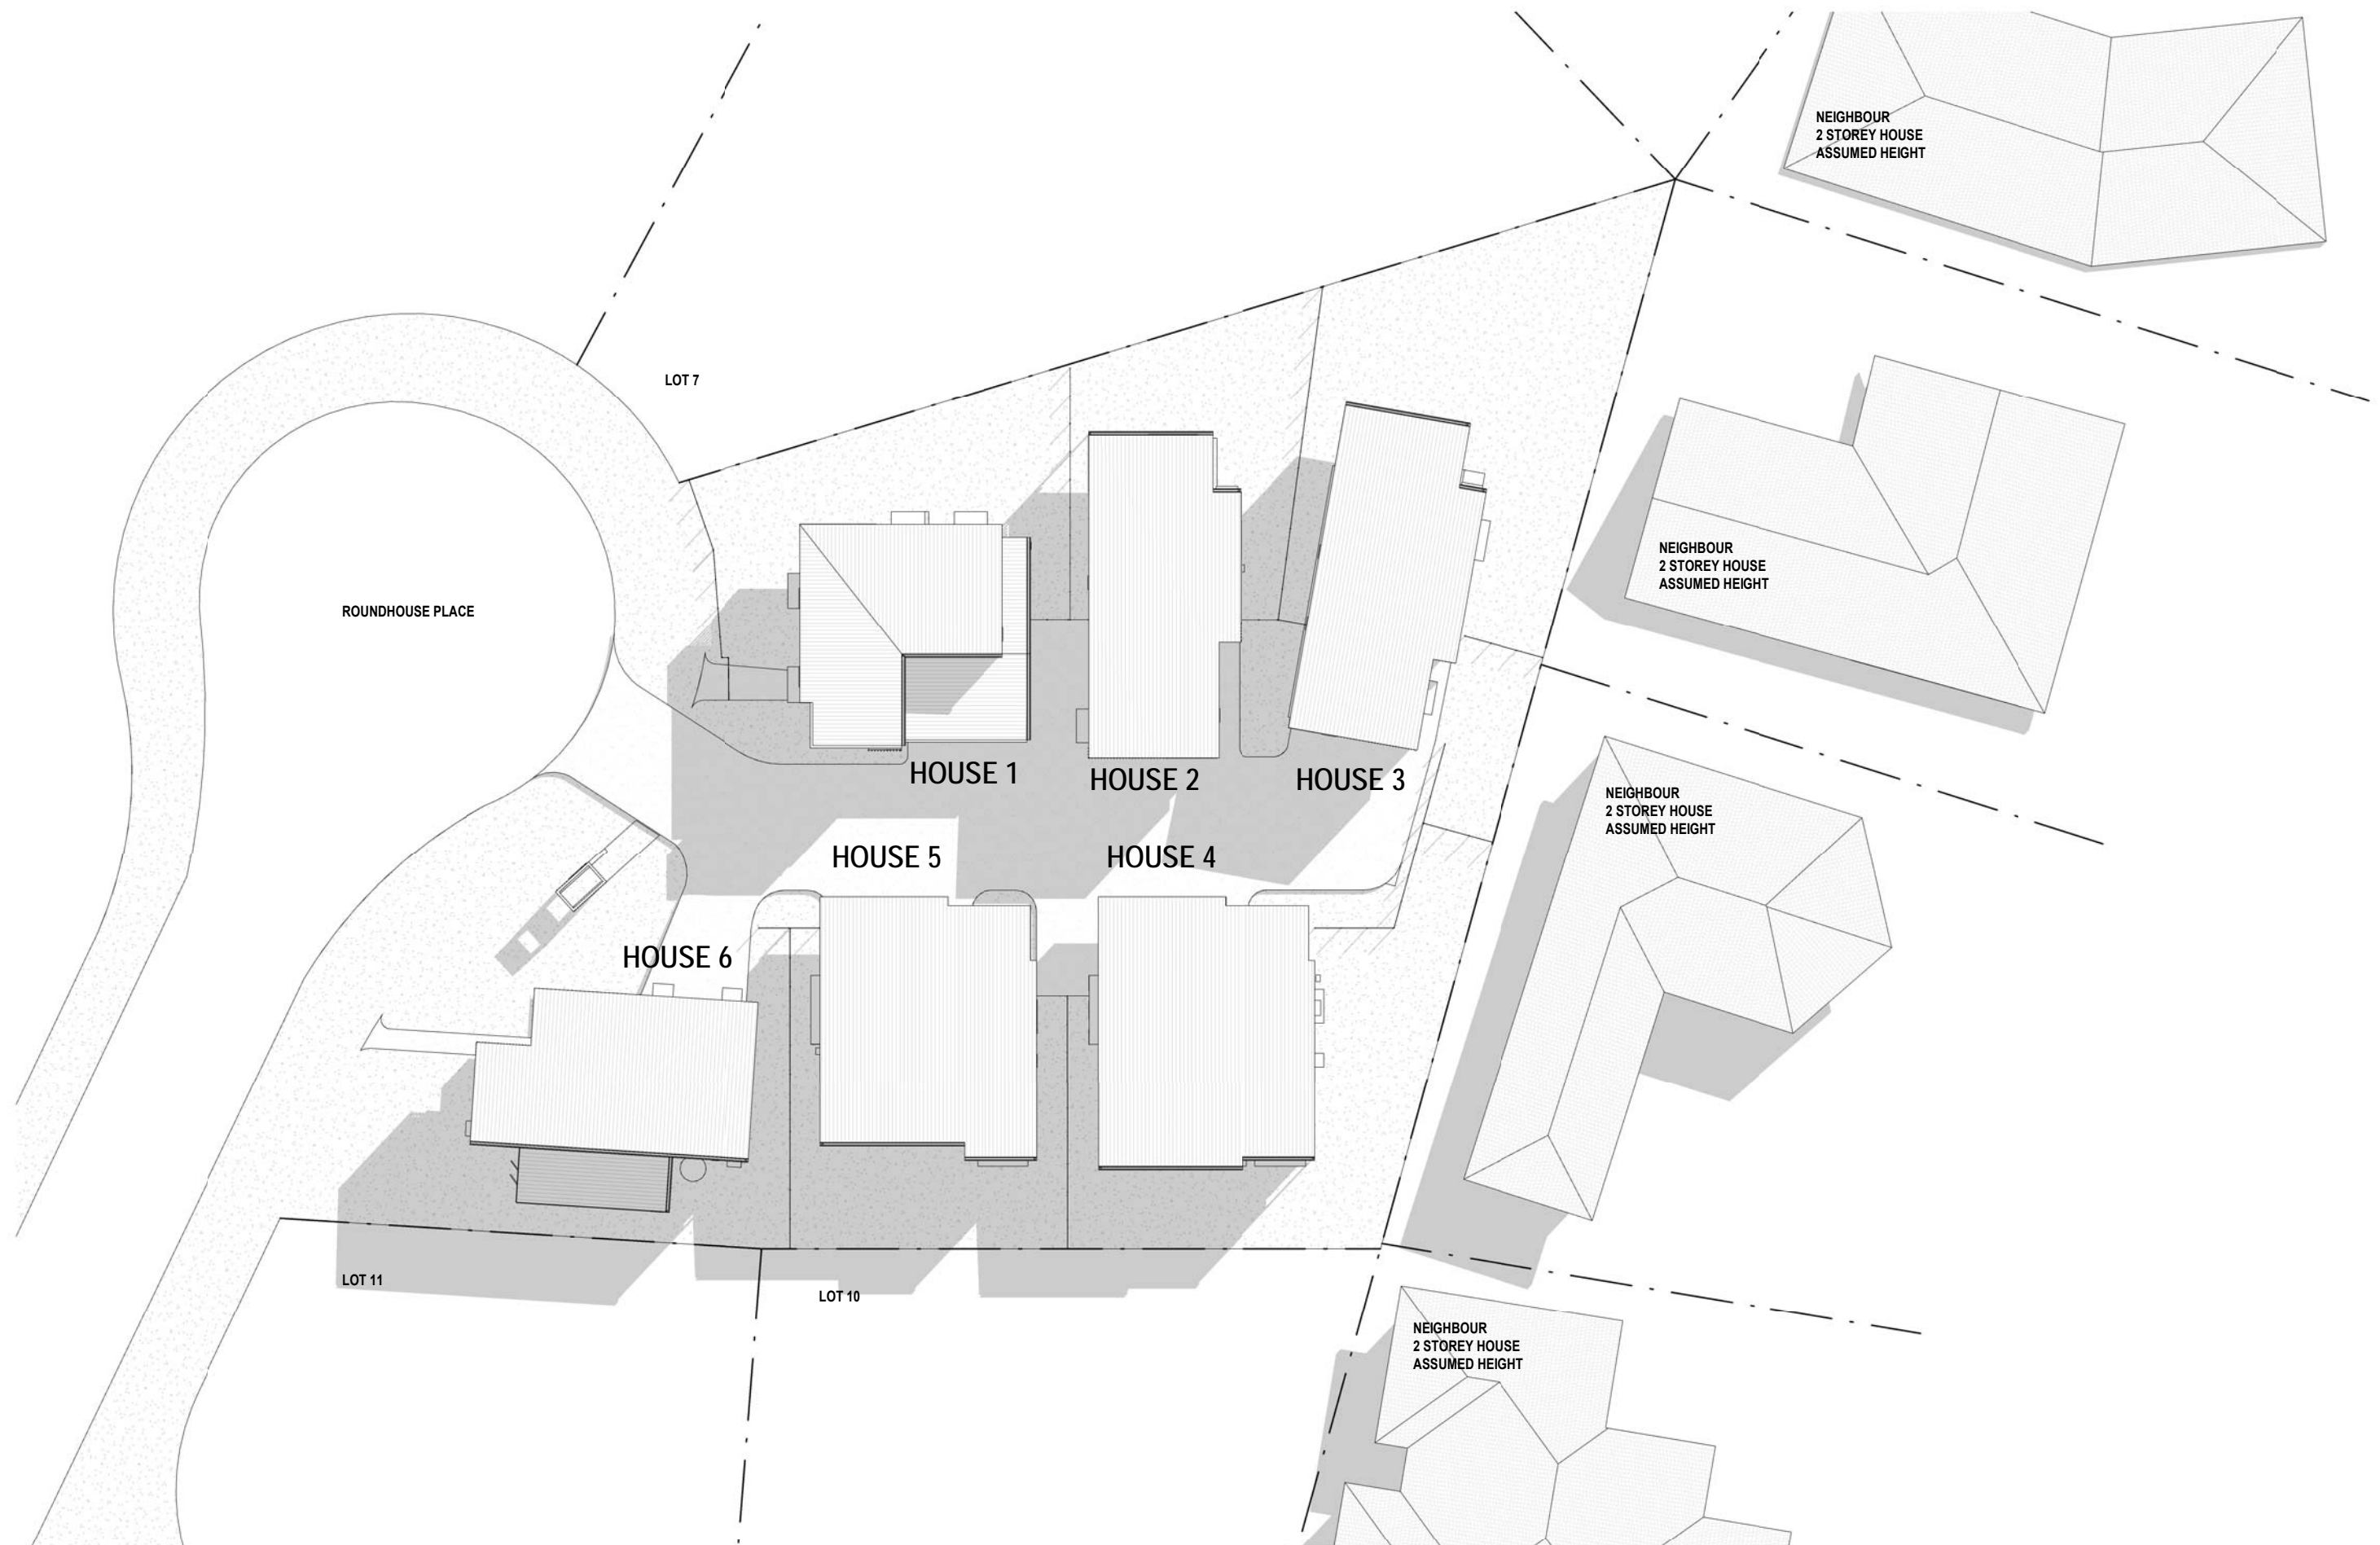 NEIGHBOUR
2 STOREY HOUSE
ASSUMED HEIGHT
LOT 7
NEIGHBOUR
2 STOREY HOUSE
ASSUMED HEIGHT
ROUNDHOUSE PLACE
HOUSE 1
HOUSE 2
HOUSE 3
NEIGHBOUR
2 STOREY HOUSE
ASSUMED HEIGHT
HOUSE 5
HOUSE 4
HOUSE 6
LOT 11
LOT 10
NEIGHBOUR
2 STOREY HOUSE
ASSUMED HEIGHT